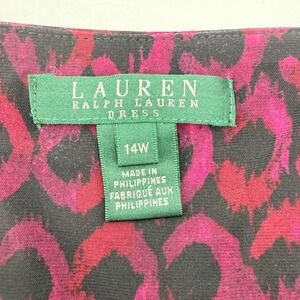 LAUREN
RALPH LAUREN
DRESS
14W
MADE IN
PHILIPPINES
FABRIQUÉ AUX
PHILIPPINES